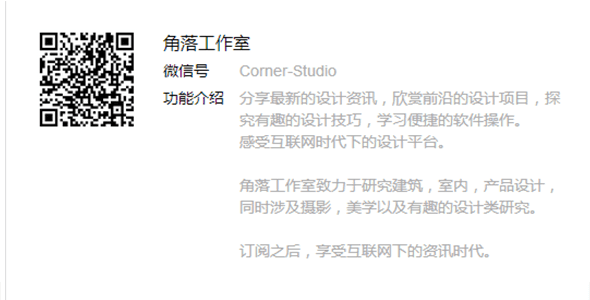 角落工作室
微信号 Corner-Studio
功能介绍 分享最新的设计资讯，欣赏前沿的设计项目，探
究有趣的设计技巧，学习便捷的软件操作。
感受互联网时代下的设计平台。
角落工作室致力于研究建筑，室内，产品设计，
同时涉及摄影，美学以及有趣的设计类研究。
订阅之后，享受互联网下的资讯时代。